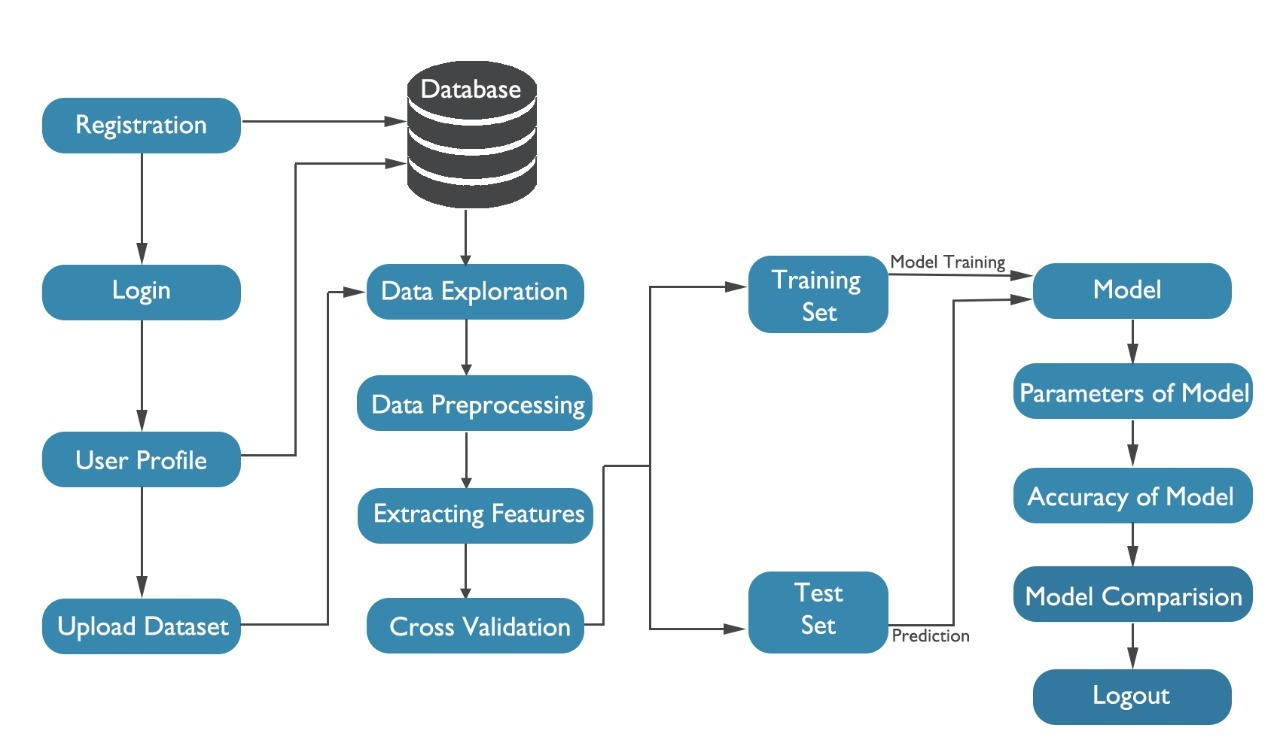 Database
Registration
Login
User Profile
Upload Dataset
Data Exploration
Data Preprocessing
Extracting Features
Cross Validation
Training
Set
Model Training
Test
Set
Prediction
Model
Parameters of Model
Accuracy of Model
Model Comparision
Logout